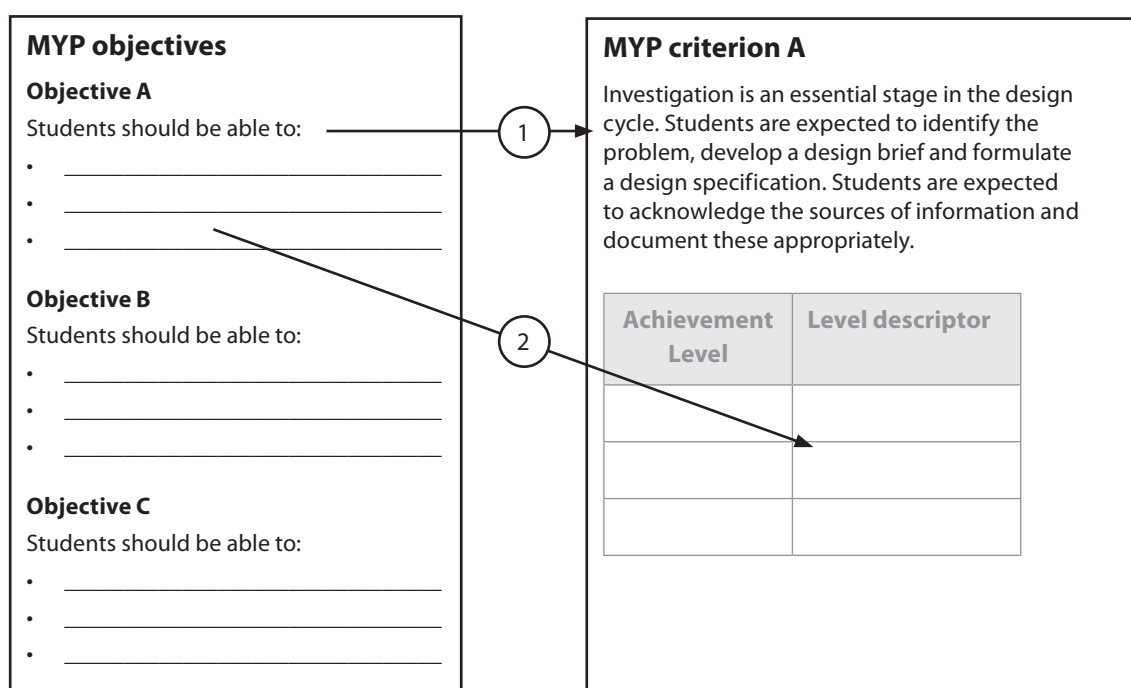 MYP objectives
Objective A
Students should be able to:
•
•
•
Objective B
Students should be able to:
•
•
•
Objective C
Students should be able to:
•
•
•
1
2
MYP criterion A
Investigation is an essential stage in the design
cycle. Students are expected to identify the
problem, develop a design brief and formulate
a design specification. Students are expected
to acknowledge the sources of information and
document these appropriately.
Achievement Level
Level descriptor